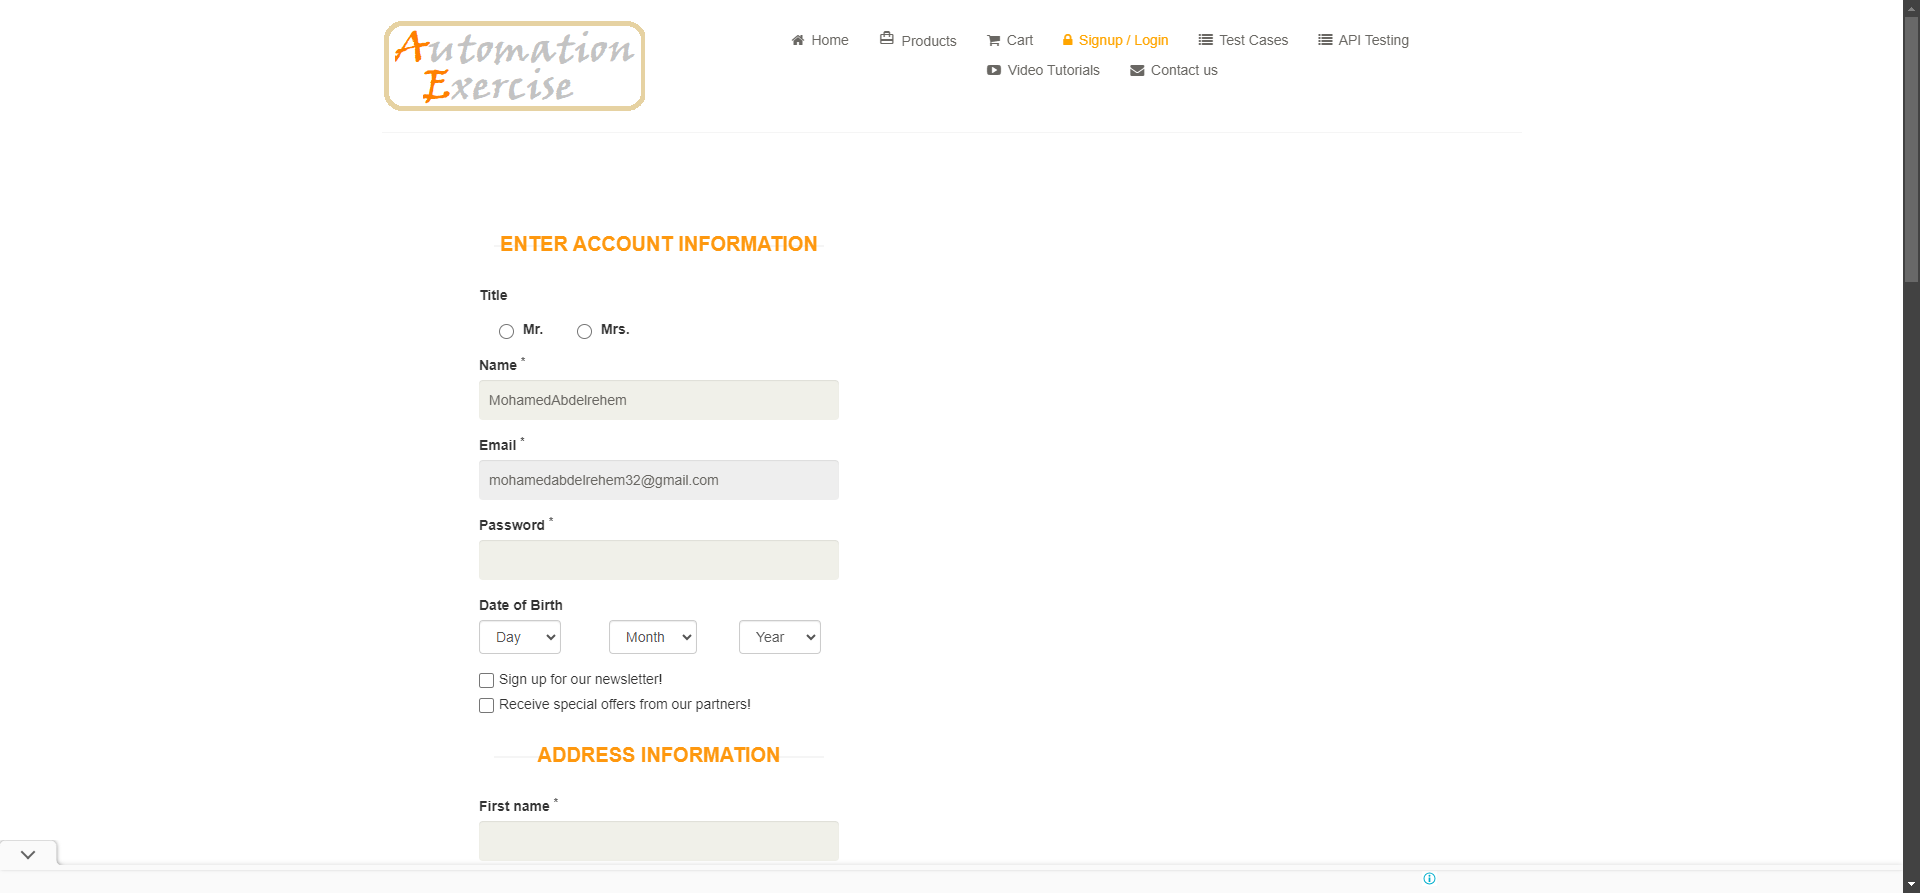 Automation
Exercise
Home
Products
Cart
Signup / Login
Test Cases
API Testing
Video Tutorials
Contact us
ENTER ACCOUNT INFORMATION
Title
Mr.
Mrs.
Name *
MohamedAbdelrehem
Email *
mohamedabdelrehem32@gmail.com
Password *
Date of Birth
Day
Month
Year
Sign up for our newsletter!
Receive special offers from our partners!
ADDRESS INFORMATION
First name *